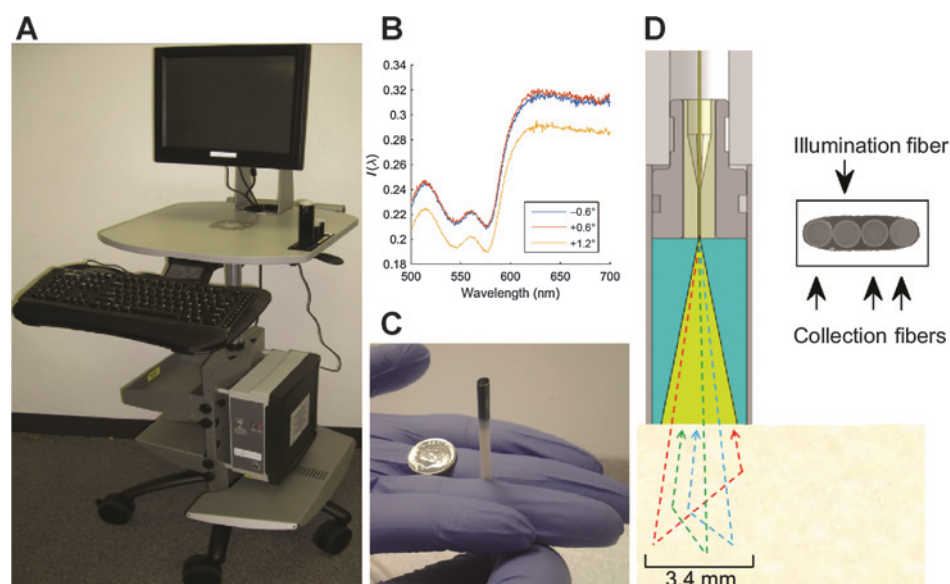 A
B
0.34
0.32
0.3
0.28
0.26
0.24
0.22
0.2
0.18
I(λ)
−0.6°
+0.6°
+1.2°
500
550
600
650
700
Wavelength (nm)
C
D
Illumination fiber
Collection fibers
3.4 mm